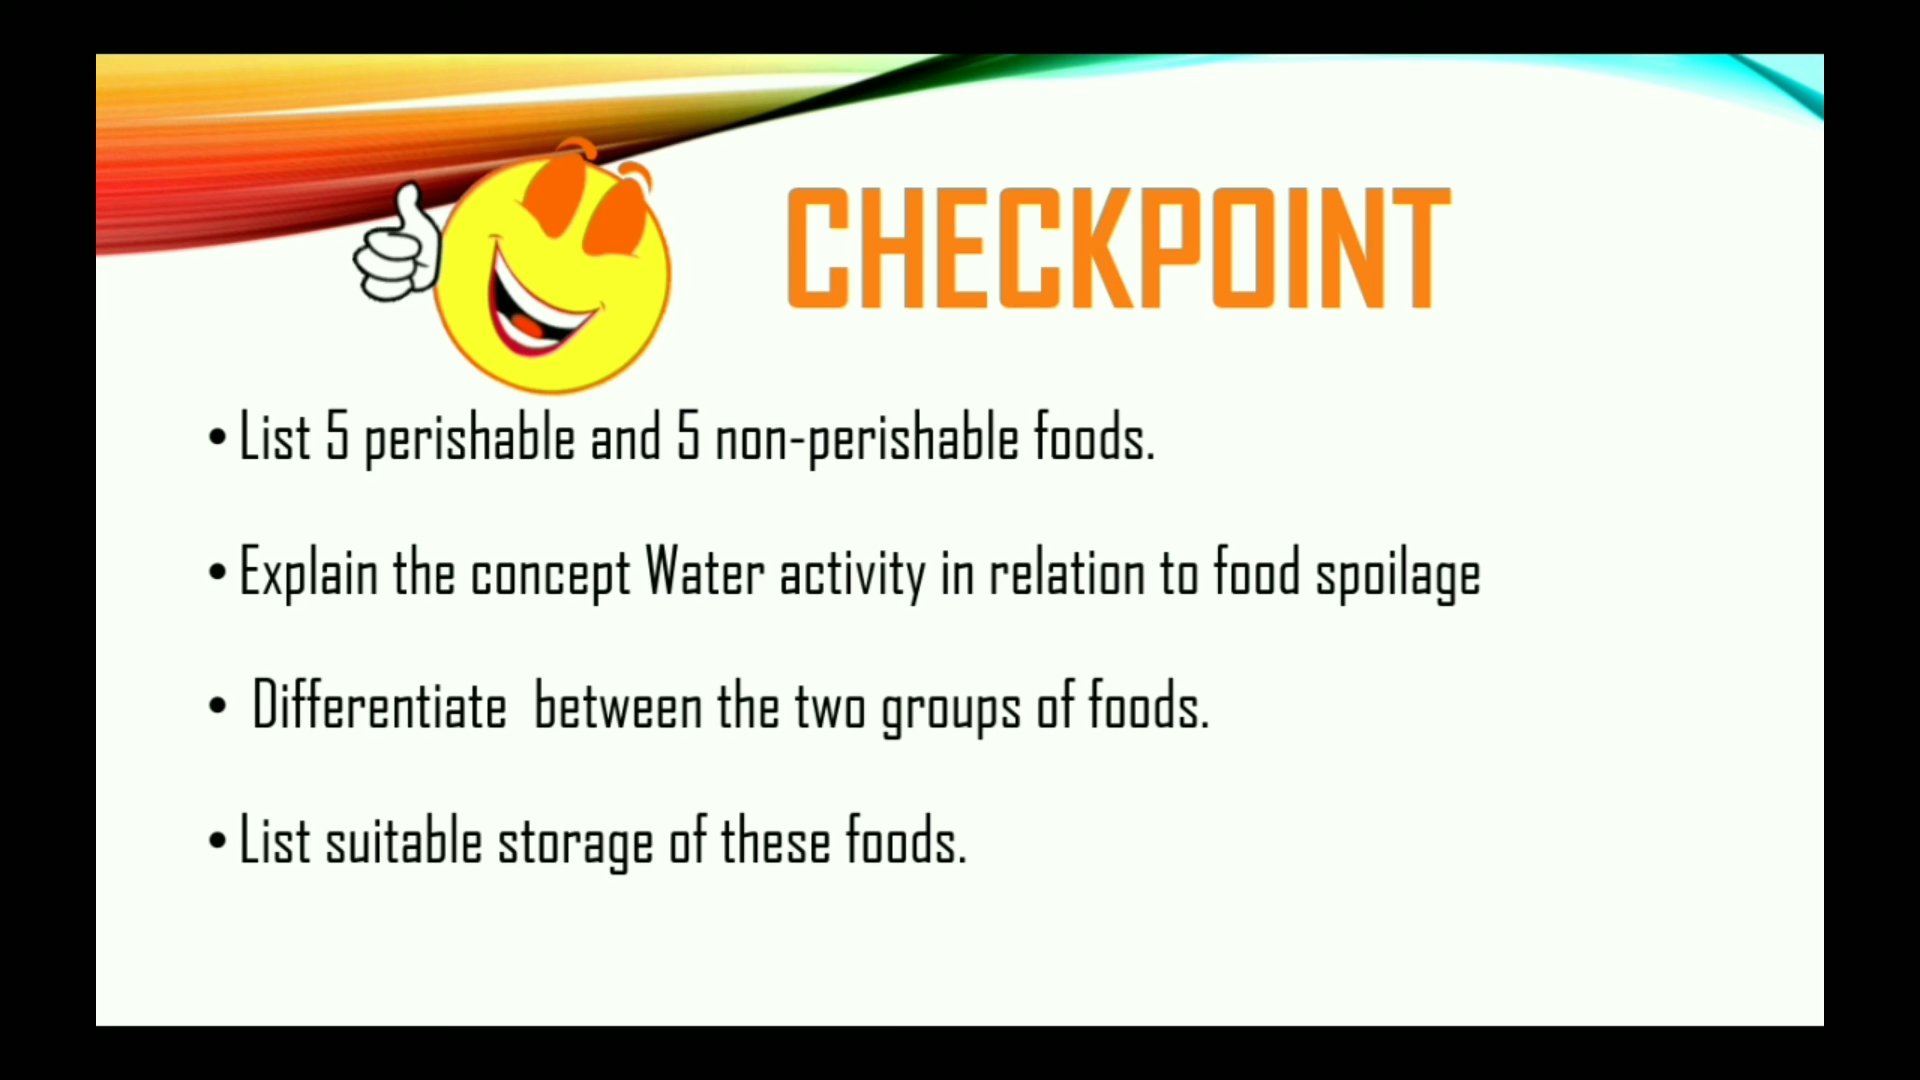 CHECKPOINT
• List 5 perishable and 5 non-perishable foods.
• Explain the concept Water activity in relation to food spoilage
• Differentiate between the two groups of foods.
• List suitable storage of these foods.